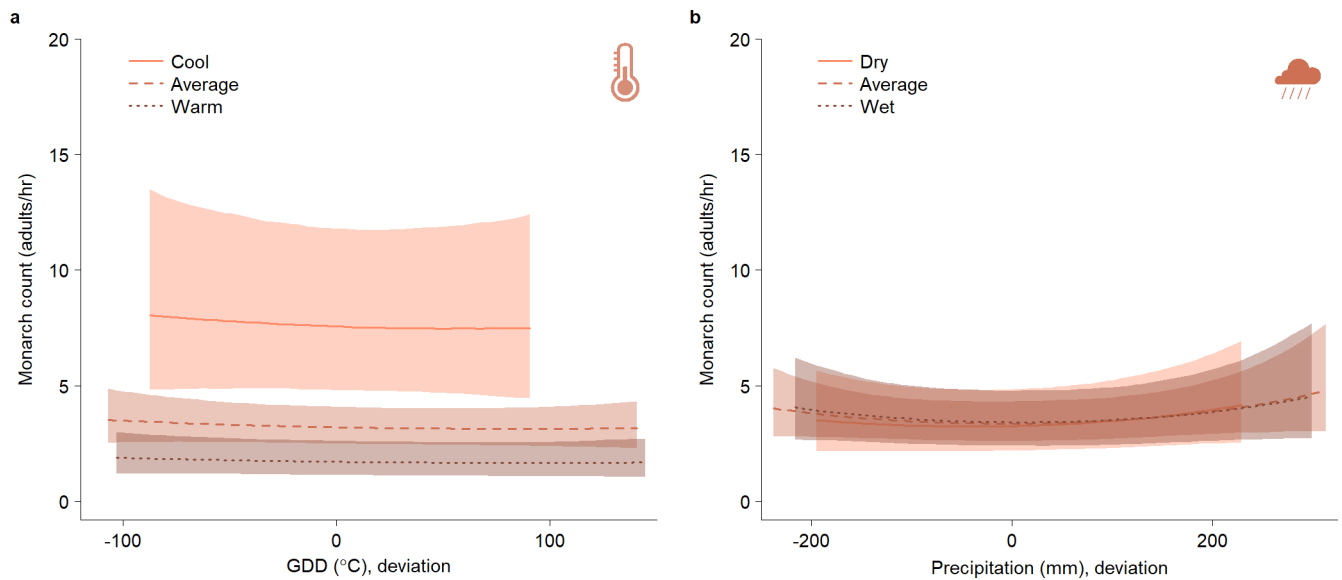 a
20
15
10
5
0
Monarch count (adults/hr)
Cool
Average
Warm
-100
0
100
GDD (°C), deviation
b
20
15
10
5
0
Monarch count (adults/hr)
Dry
Average
Wet
-200
0
200
Precipitation (mm), deviation